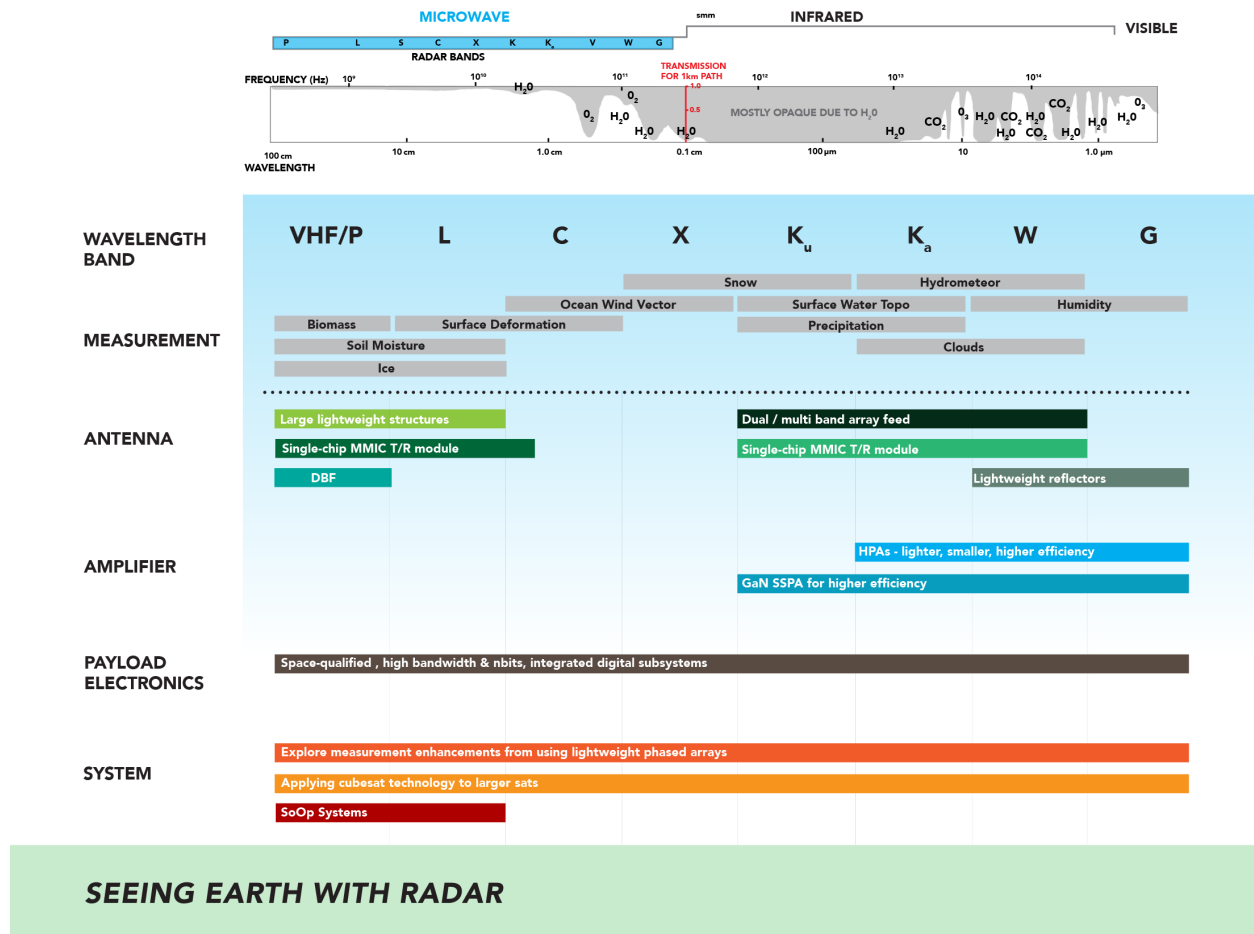 MICROWAVE
smm
INFRARED
VISIBLE
P L S C X K Ka V W G
RADAR BANDS
TRANSMISSION
FOR 1km PATH
FREQUENCY (Hz) 10⁹ 10¹⁰ 10¹¹ 10¹² 10¹³ 10¹⁴
1.0
0.5
H₂0
0₂
H₂0
0₂
H₂0
H₂0
MOSTLY OPAQUE DUE TO H₂0
H₂0
CO₂
0₃
H₂0
H₂0
CO₂
H₂0
CO₂
CO₂
H₂0
H₂0
H₂0
0₃
100 cm 10 cm 1.0 cm 0.1 cm 100 µm 10 1.0 µm
WAVELENGTH
WAVELENGTH
BAND
VHF/P L C X Ku Ka W G
MEASUREMENT
Snow
Hydrometeor
Ocean Wind Vector
Surface Water Topo
Humidity
Biomass
Surface Deformation
Precipitation
Soil Moisture
Clouds
Ice
ANTENNA
Large lightweight structures
Dual / multi band array feed
Single-chip MMIC T/R module
Single-chip MMIC T/R module
DBF
Lightweight reflectors
AMPLIFIER
HPAs - lighter, smaller, higher efficiency
GaN SSPA for higher efficiency
PAYLOAD
ELECTRONICS
Space-qualified , high bandwidth & nbits, integrated digital subsystems
SYSTEM
Explore measurement enhancements from using lightweight phased arrays
Applying cubesat technology to larger sats
SoOp Systems
SEEING EARTH WITH RADAR